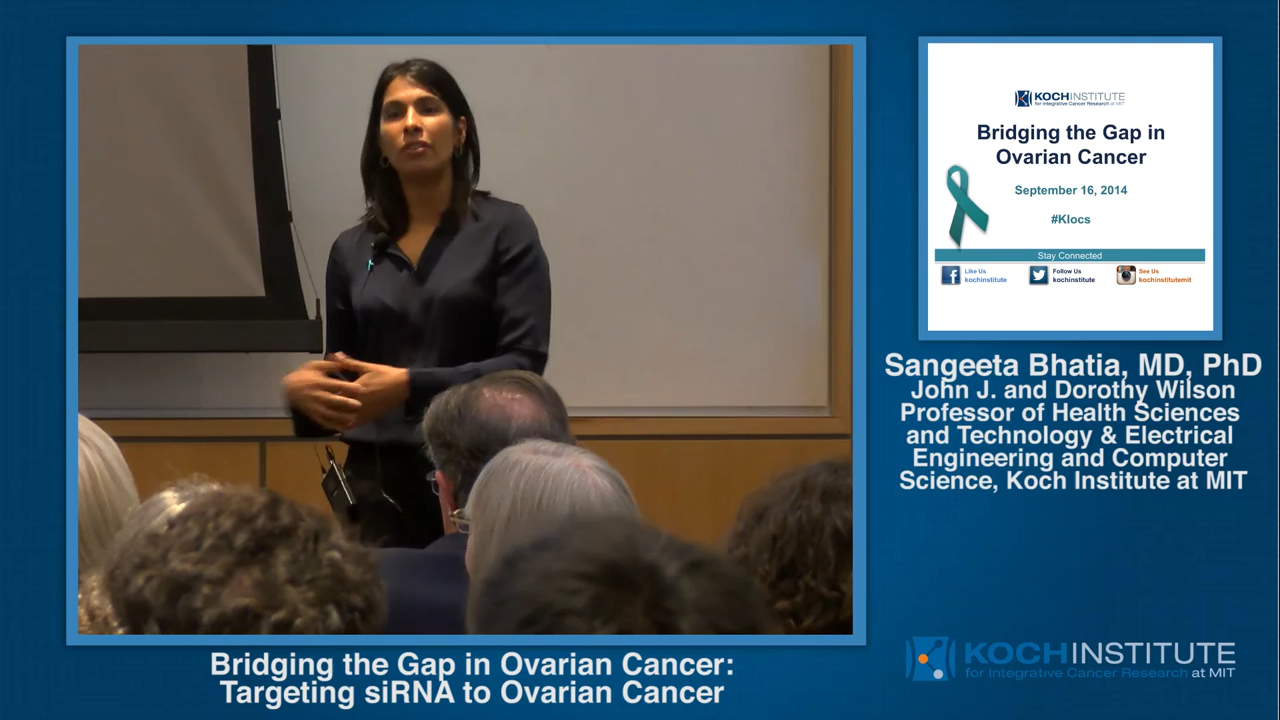 KOCH INSTITUTE
for Integrative Cancer Research at MIT
Bridging the Gap in
Ovarian Cancer
September 16, 2014
#KIocs
Stay Connected
Like Us
kochinstitute
Follow Us
kochinstitute
See Us
kochinstitutemit
Sangeeta Bhatia, MD, PhD
John J. and Dorothy Wilson
Professor of Health Sciences
and Technology & Electrical
Engineering and Computer
Science, Koch Institute at MIT
Bridging the Gap in Ovarian Cancer:
Targeting siRNA to Ovarian Cancer
KOCH INSTITUTE
for Integrative Cancer Research at MIT